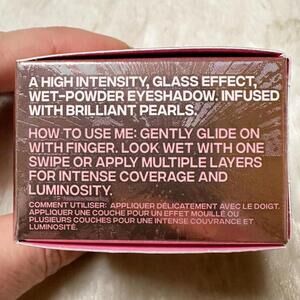 A HIGH INTENSITY, GLASS EFFECT,
WET-POWDER EYESHADOW. INFUSED
WITH BRILLIANT PEARLS.
HOW TO USE ME: GENTLY GLIDE ON
WITH FINGER. LOOK WET WITH ONE
SWIPE OR APPLY MULTIPLE LAYERS
FOR INTENSE COVERAGE AND
LUMINOSITY.
COMMENT UTILISER: APPLIQUER DÉLICATEMENT AVEC LE DOIGT.
APPLIQUER UNE COUCHE POUR UN EFFET MOUILLÉ OU
PLUSIEURS COUCHES POUR UNE INTENSE COUVRANCE ET
LUMINOSITÉ.